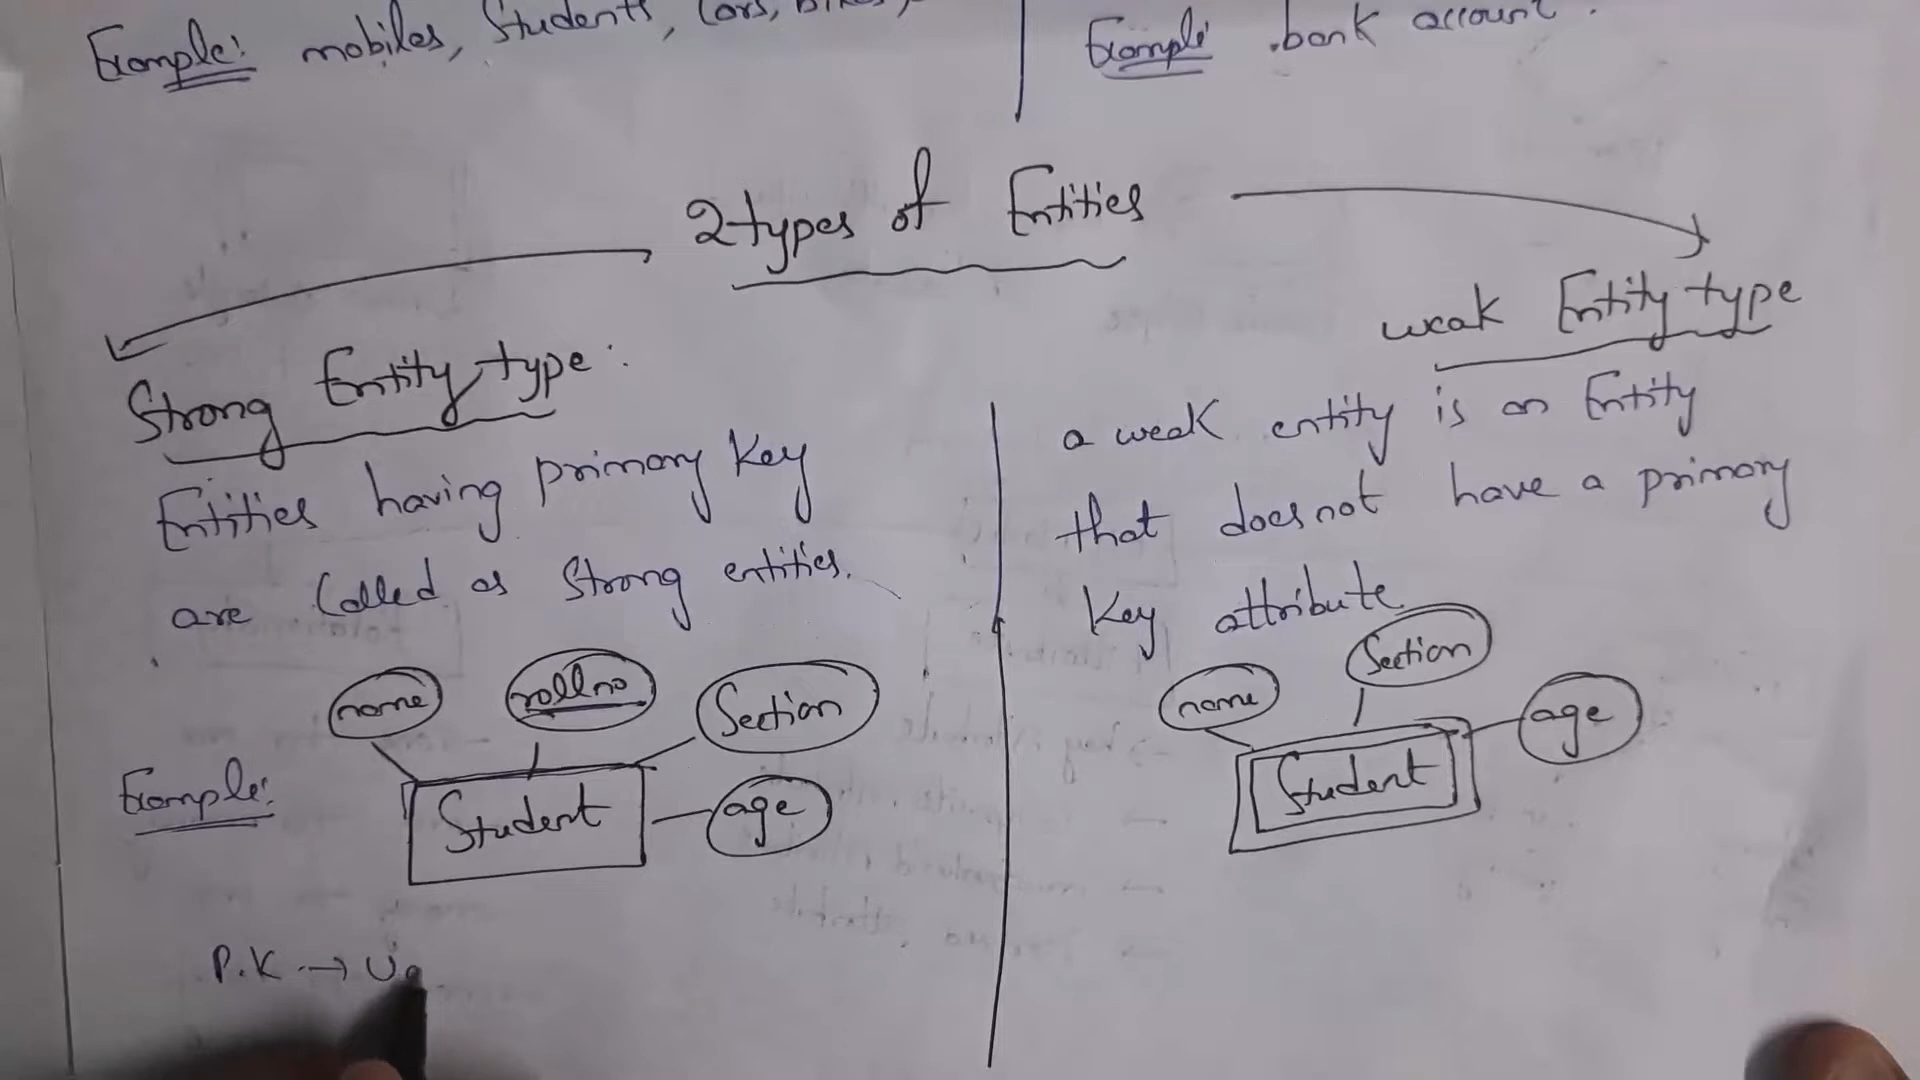 Example: mobiles, Students, Cars, bikes,
Example: bank account.
2 types of Entities
Strong Entity type:
Entities having primary Key
are Called as Strong entities.
weak Entity type
a weak entity is an Entity
that does not have a primary
Key attribute
Example:
name
rollno
Section
age
Student
name
Section
age
Student
P.K →